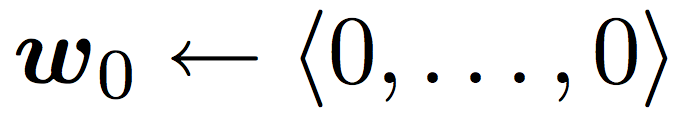 𝒘₀ ← ⟨0, . . . , 0⟩